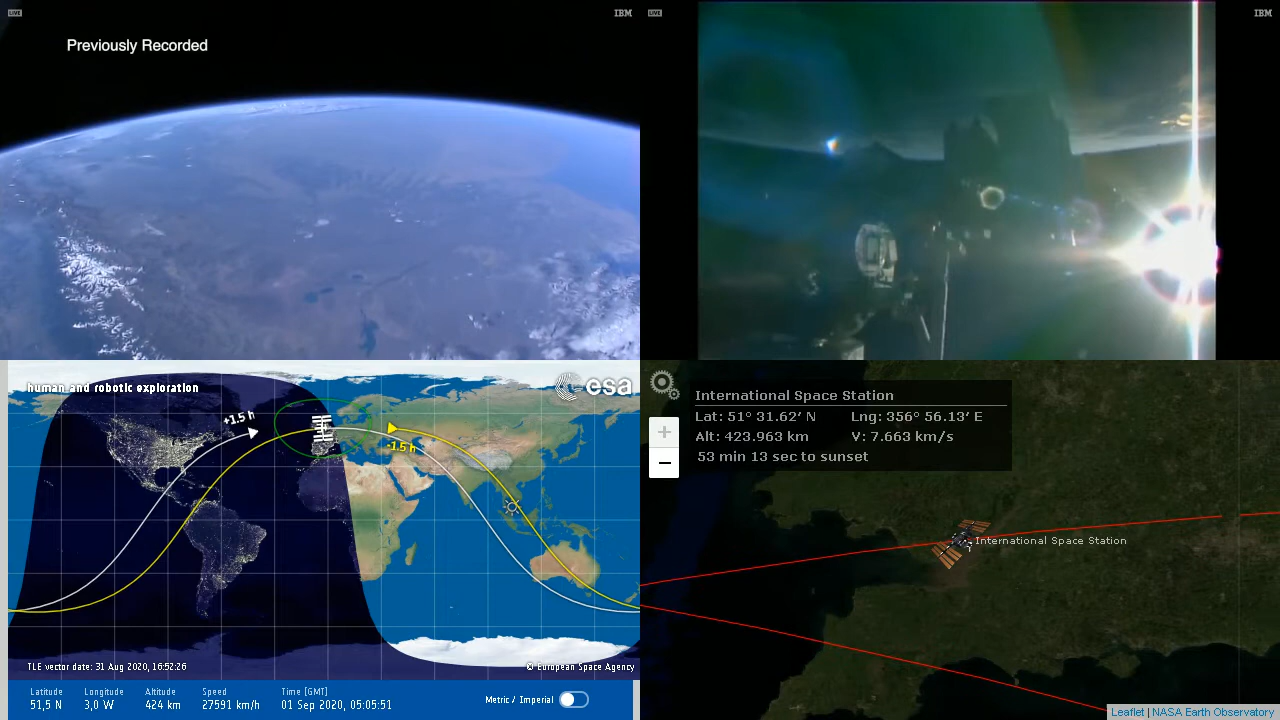 LIVE
IBM
Previously Recorded
LIVE
IBM
human and robotic exploration
esa
+1.5 h
-1.5 h
TLE vector date: 31 Aug 2020, 16:52:26
© European Space Agency
Latitude Longitude Altitude Speed Time [GMT]
51,5 N 3,0 W 424 km 27591 km/h 01 Sep 2020, 05:05:51
Metric / Imperial
International Space Station
Lat: 51° 31.62′ N Lng: 356° 56.13′ E
Alt: 423.963 km V: 7.663 km/s
53 min 13 sec to sunset
+
−
International Space Station
Leaflet | NASA Earth Observatory